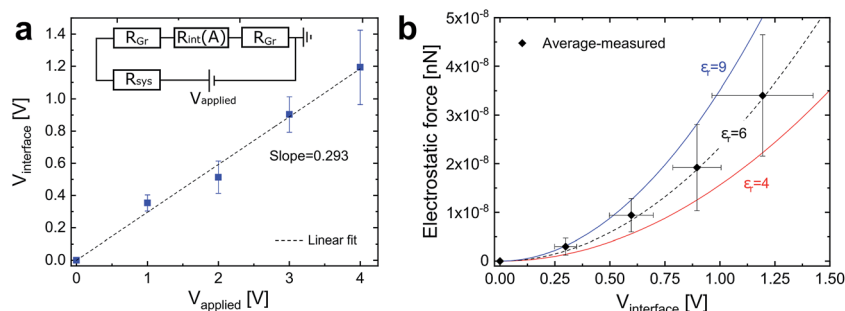 a
R_Gr R_int(A) R_Gr
R_sys
V_applied
1.4
1.2
1.0
0.8
0.6
0.4
0.2
0.0
V_interface [V]
Slope=0.293
Linear fit
0 1 2 3 4
V_applied [V]
b
Average-measured
5x10⁻⁸
4x10⁻⁸
3x10⁻⁸
2x10⁻⁸
1x10⁻⁸
0
Electrostatic force [nN]
εᵣ=9
εᵣ=6
εᵣ=4
0.00 0.25 0.50 0.75 1.00 1.25 1.50
V_interface [V]